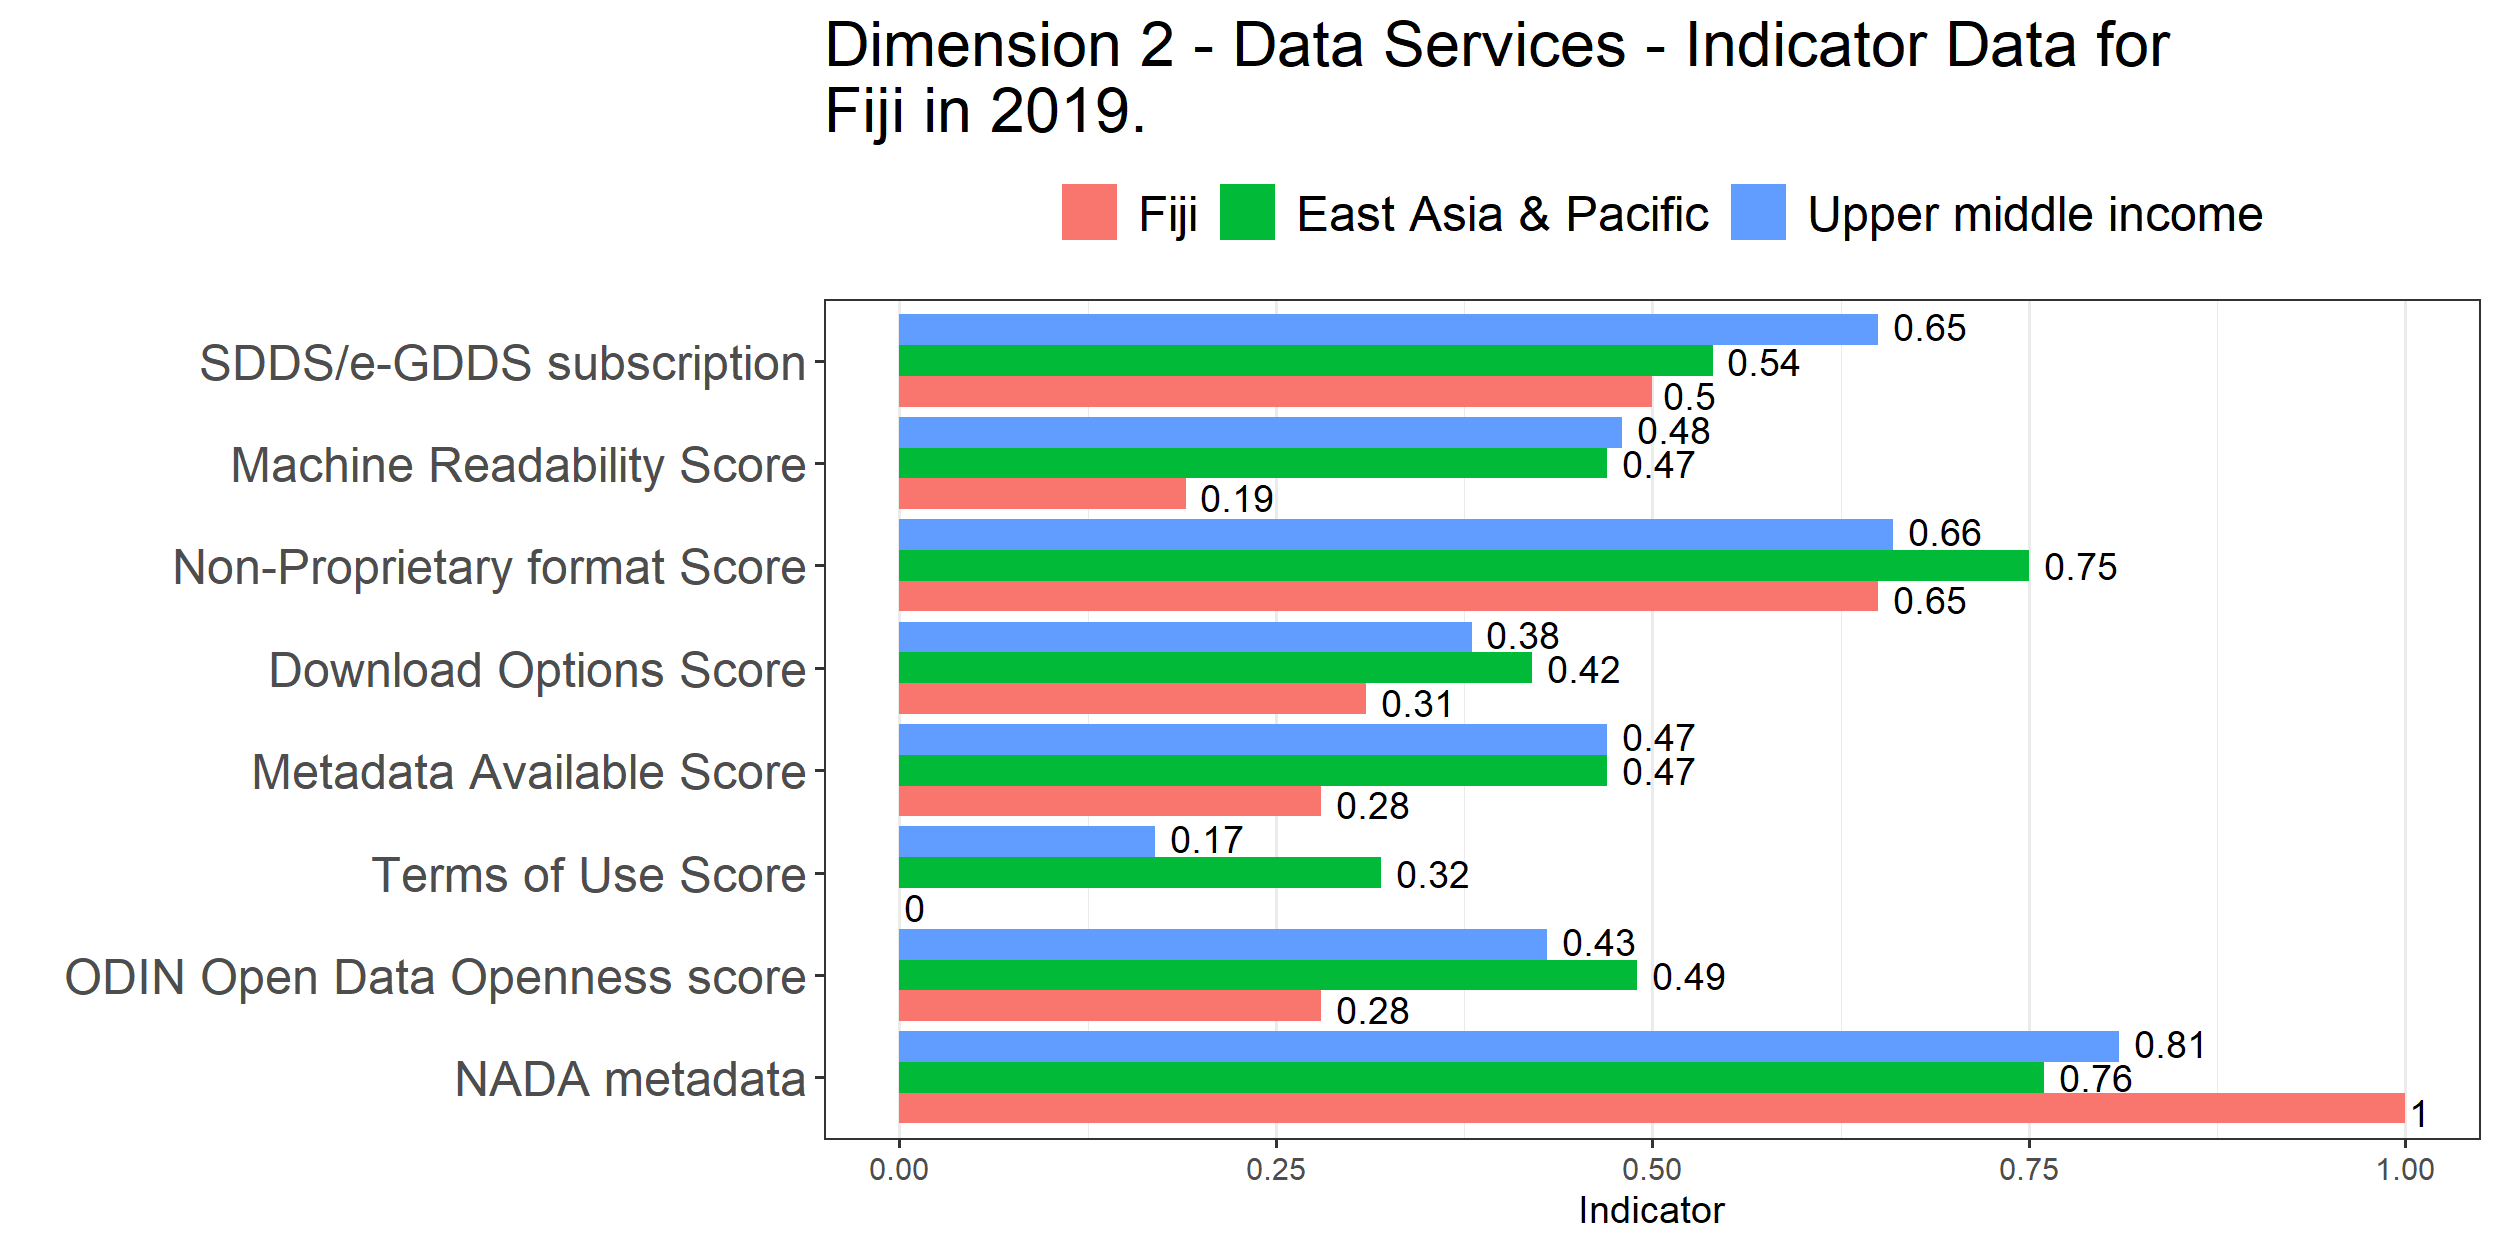 Dimension 2 - Data Services - Indicator Data for
Fiji in 2019.
Fiji East Asia & Pacific Upper middle income
SDDS/e-GDDS subscription
0.65
0.54
0.5
Machine Readability Score
0.48
0.47
0.19
Non-Proprietary format Score
0.66
0.75
0.65
Download Options Score
0.38
0.42
0.31
Metadata Available Score
0.47
0.47
0.28
Terms of Use Score
0.17
0.32
0
ODIN Open Data Openness score
0.43
0.49
0.28
NADA metadata
0.81
0.76
1
0.00 0.25 0.50 0.75 1.00
Indicator